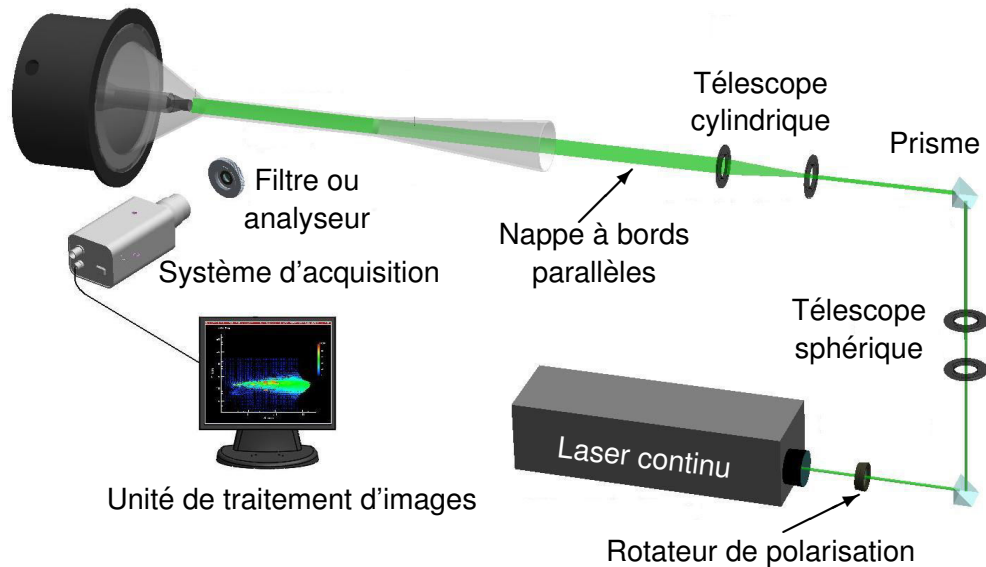 Télescope
cylindrique
Prisme
Filtre ou
analyseur
Nappe à bords
parallèles
Système d'acquisition
Télescope
sphérique
Laser continu
Unité de traitement d'images
Rotateur de polarisation